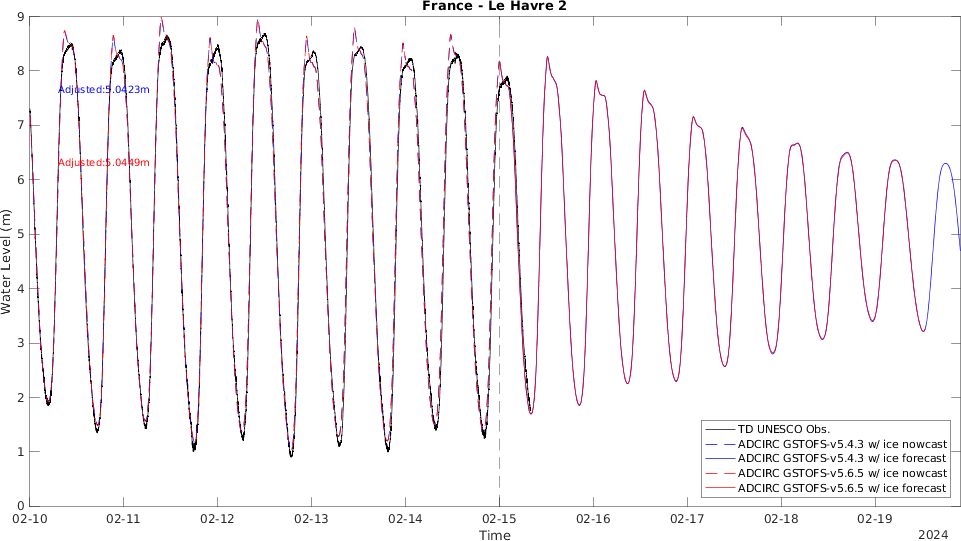 France - Le Havre 2
9
8
7
6
5
4
3
2
1
0
Water Level (m)
Adjusted:5.0423m
Adjusted:5.0449m
TD UNESCO Obs.
ADCIRC GSTOFS-v5.4.3 w/ ice nowcast
ADCIRC GSTOFS-v5.4.3 w/ ice forecast
ADCIRC GSTOFS-v5.6.5 w/ ice nowcast
ADCIRC GSTOFS-v5.6.5 w/ ice forecast
02-10 02-11 02-12 02-13 02-14 02-15 02-16 02-17 02-18 02-19
Time
2024